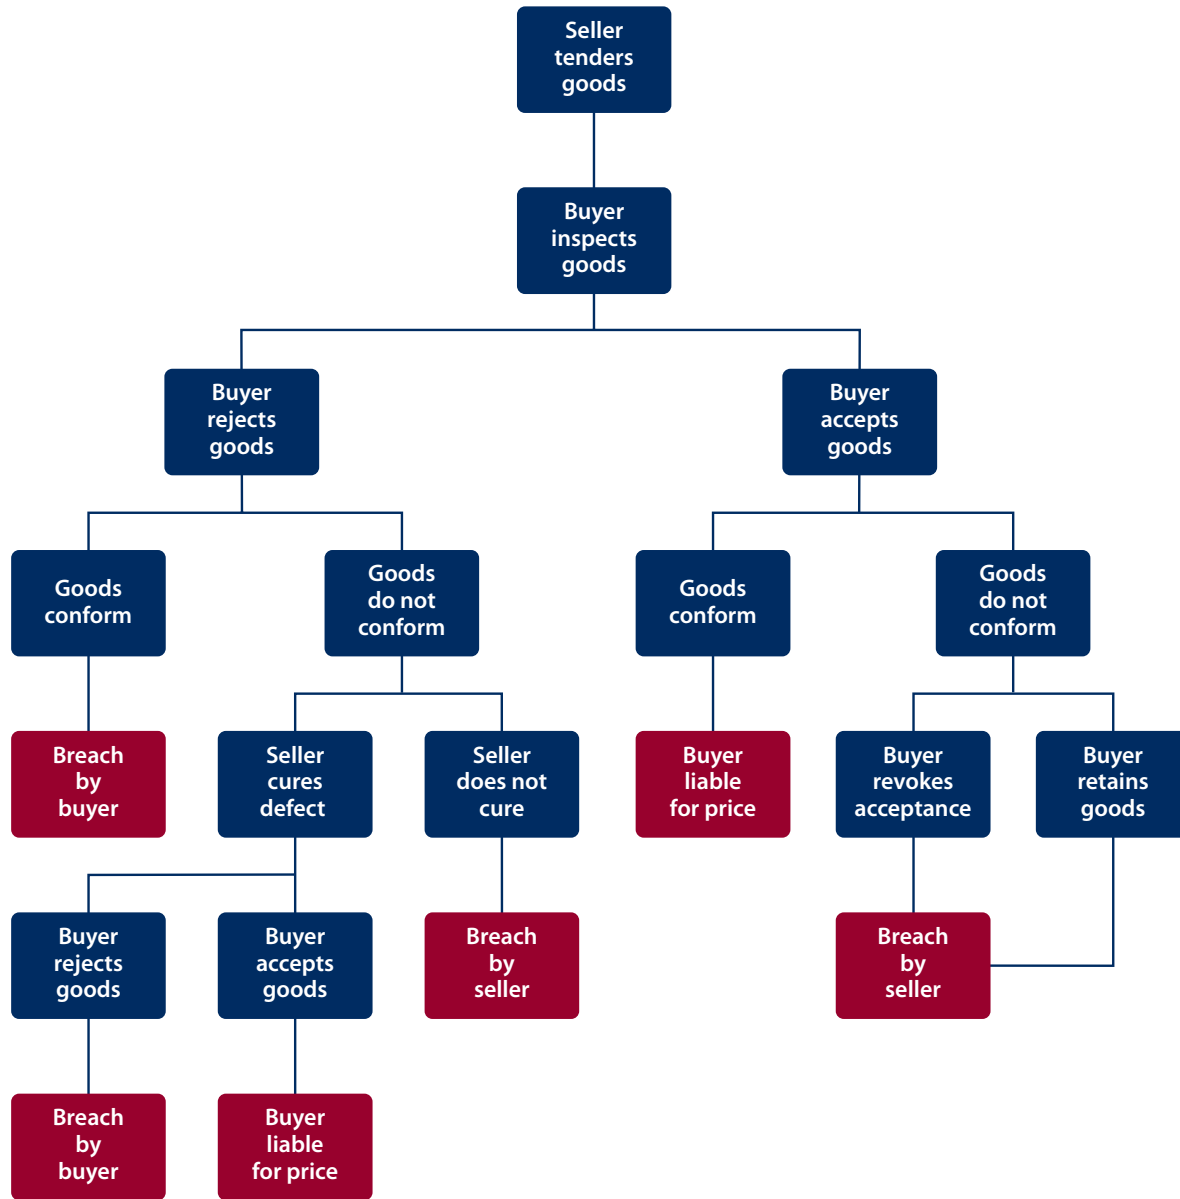 Seller
tenders
goods
Buyer
inspects
goods
Buyer
rejects
goods
Buyer
accepts
goods
Goods
conform
Goods
do not
conform
Goods
conform
Goods
do not
conform
Breach
by
buyer
Seller
cures
defect
Seller
does not
cure
Buyer
liable
for price
Buyer
revokes
acceptance
Buyer
retains
goods
Buyer
rejects
goods
Buyer
accepts
goods
Breach
by
seller
Breach
by
seller
Breach
by
buyer
Buyer
liable
for price